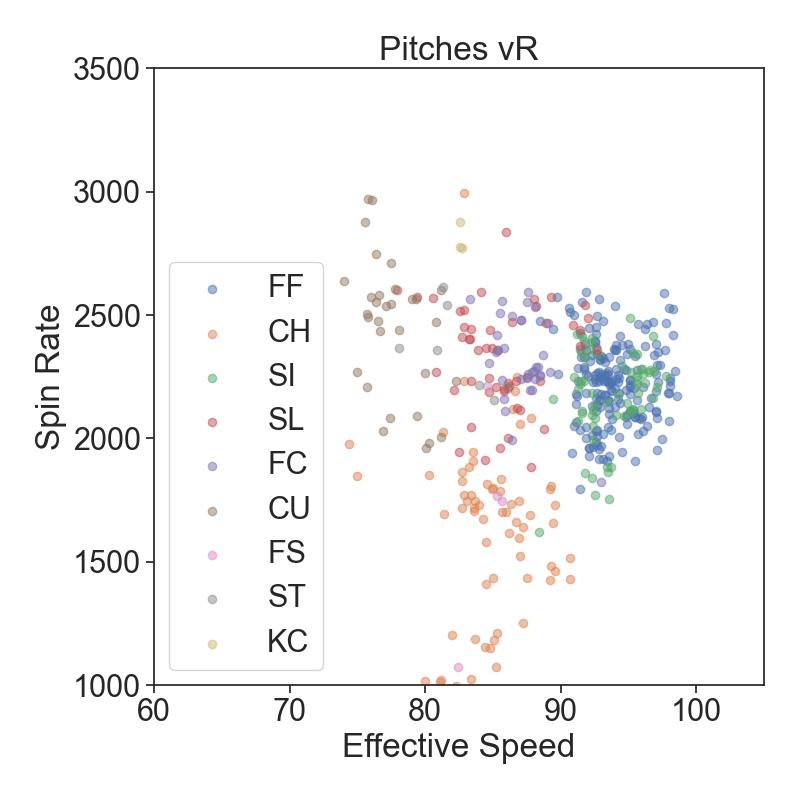 Pitches vR
3500
3000
2500
2000
1500
1000
Spin Rate
FF
CH
SI
SL
FC
CU
FS
ST
KC
60 70 80 90 100
Effective Speed